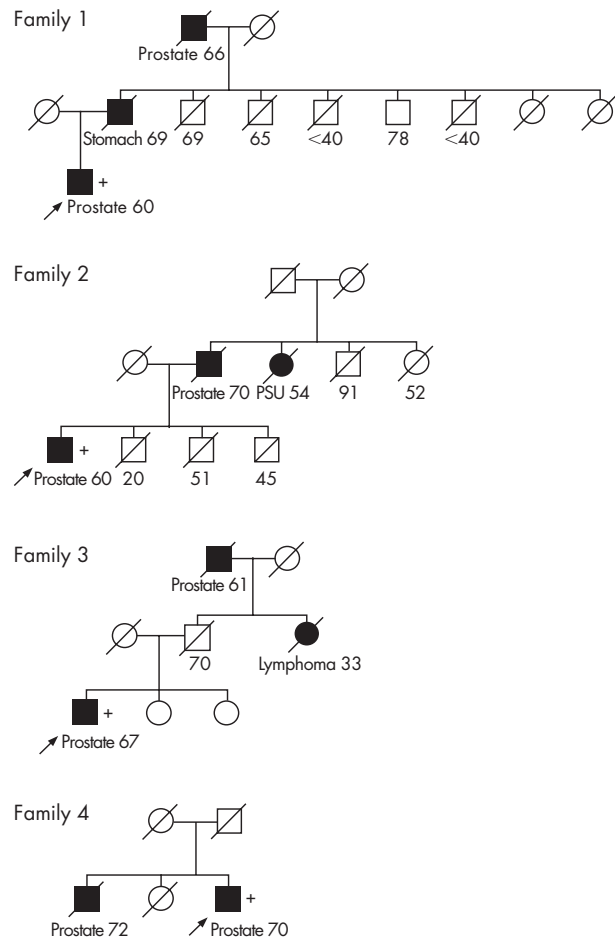 Family 1
Prostate 66
Stomach 69 69 65 <40 78 <40
+
Prostate 60
Family 2
Prostate 70 PSU 54 91 52
+
Prostate 60 20 51 45
Family 3
Prostate 61
70 Lymphoma 33
+
Prostate 67
Family 4
+
Prostate 72 Prostate 70